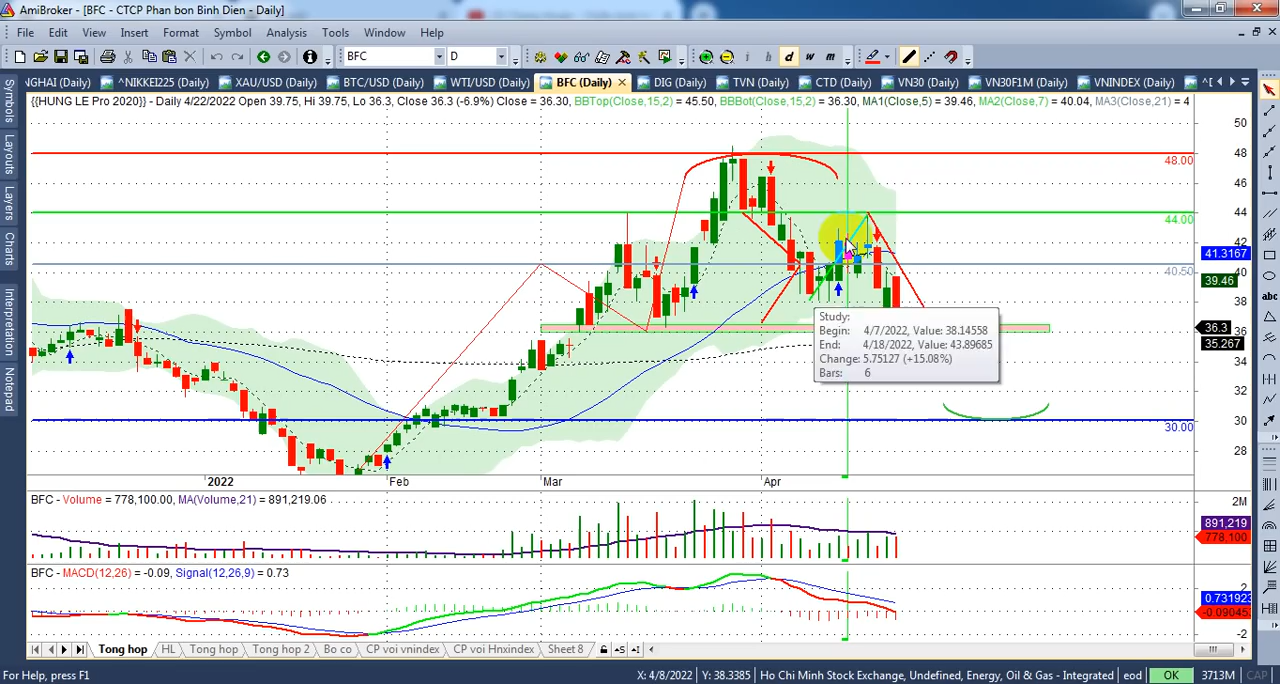 AmiBroker - [BFC - CTCP Phan bon Binh Dien - Daily]
File Edit View Insert Format Symbol Analysis Tools Window Help
BFC D i h d w m
NGHAI (Daily) ^NIKKEI225 (Daily) XAU/USD (Daily) BTC/USD (Daily) WTI/USD (Daily) BFC (Daily) DIG (Daily) TVN (Daily) CTD (Daily) VN30 (Daily) VN30F1M (Daily) VNINDEX (Daily)
{{HUNG LE Pro 2020}} - Daily 4/22/2022 Open 39.75, Hi 39.75, Lo 36.3, Close 36.3 (-6.9%) Close = 36.30, BBTop(Close,15,2) = 45.50, BBBot(Close,15,2) = 36.30, MA1(Close,5) = 39.46, MA2(Close,7) = 40.04, MA3(Close,21) = 4
Symbols
Layouts
Layers
Charts
Interpretation
Notepad
abc
50
48
48.00
46
44
44.00
42
41.3167
40.50
40
39.46
38
36.3
36
35.267
34
32
30
30.00
28
Study:
Begin: 4/7/2022, Value: 38.14558
End: 4/18/2022, Value: 43.89685
Change: 5.75127 (+15.08%)
Bars: 6
2022 Feb Mar Apr
BFC - Volume = 778,100.00, MA(Volume,21) = 891,219.06
2M
891,219
778,100
BFC - MACD(12,26) = -0.09, Signal(12,26,9) = 0.73
2
0.731923
-0.09045
-2
Tong hop HL Tong hop Tong hop 2 Bo co CP voi vnindex CP voi Hnxindex Sheet 8
For Help, press F1
X: 4/8/2022 Y: 38.3385 Ho Chi Minh Stock Exchange, Undefined, Energy, Oil & Gas - Integrated eod OK 3713M CAP